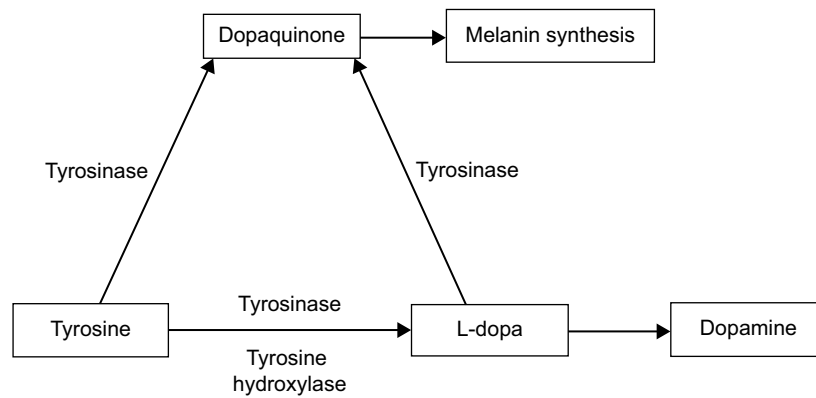 Dopaquinone
Melanin synthesis
Tyrosinase
Tyrosinase
Tyrosinase
Tyrosine
L-dopa
Dopamine
Tyrosine
hydroxylase